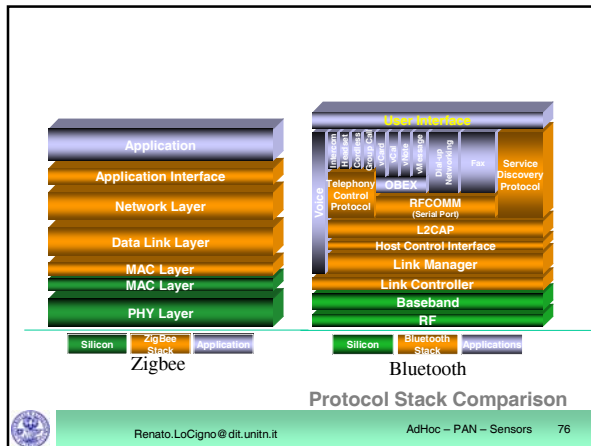 Application
Application Interface
Network Layer
Data Link Layer
MAC Layer
MAC Layer
PHY Layer
Silicon
ZigBee
Stack
Application
Zigbee
User Interface
Voice
Intercom
Headset
Cordless
Group Call
vCard
vCal
vNote
vMessage
Dial-up
Networking
Fax
Service
Discovery
Protocol
Telephony
Control
Protocol
OBEX
RFCOMM
(Serial Port)
L2CAP
Host Control Interface
Link Manager
Link Controller
Baseband
RF
Silicon
Bluetooth
Stack
Applications
Bluetooth
Protocol Stack Comparison
Renato.LoCigno@dit.unitn.it
AdHoc – PAN – Sensors 76